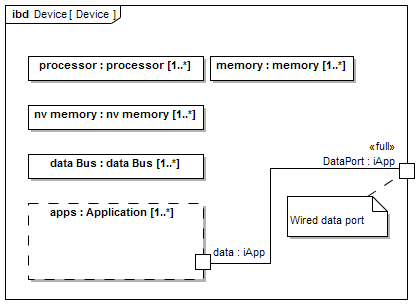 ibd Device [ Device ]
processor : processor [1..*]
memory : memory [1..*]
nv memory : nv memory [1..*]
data Bus : data Bus [1..*]
«full»
DataPort : iApp
apps : Application [1..*]
Wired data port
data : iApp